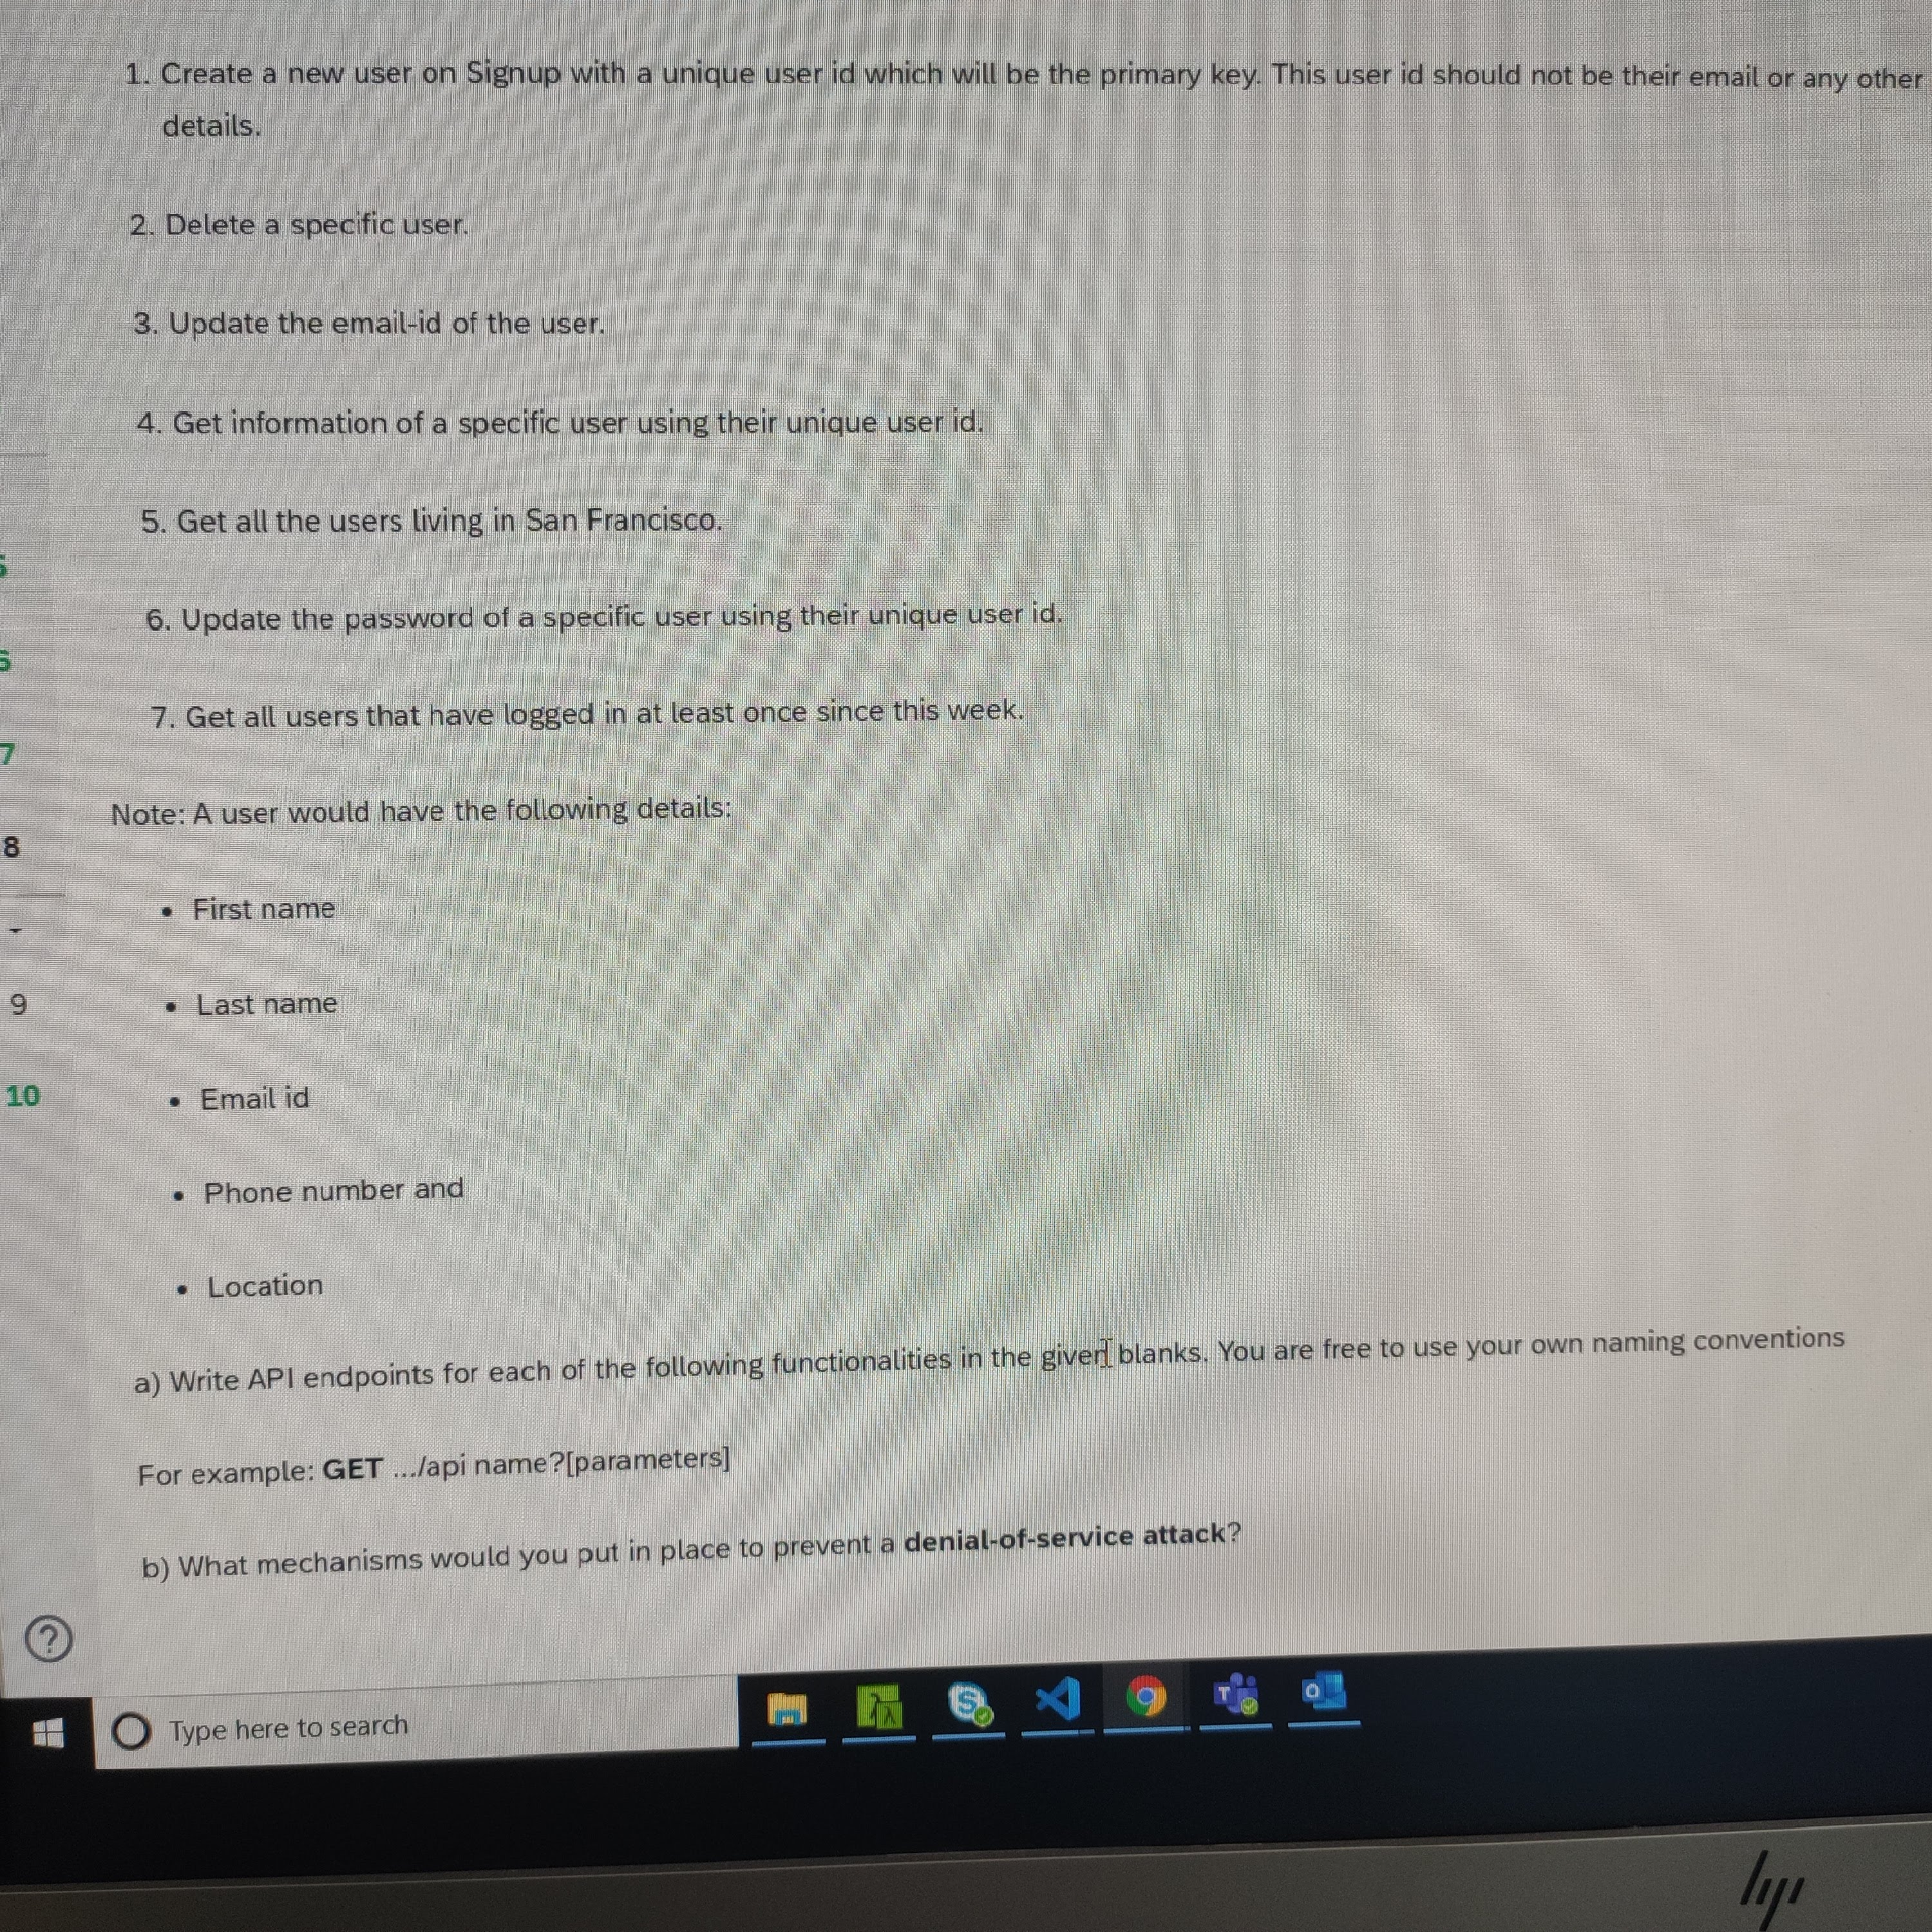 1. Create a new user on Signup with a unique user id which will be the primary key. This user id should not be their email or any other
details.
2. Delete a specific user.
3. Update the email-id of the user.
4. Get information of a specific user using their unique user id.
5. Get all the users living in San Francisco.
6. Update the password of a specific user using their unique user id.
7. Get all users that have logged in at least once since this week.
7
Note: A user would have the following details:
8
• First name
• Last name
9
• Email id
10
• Phone number and
• Location
a) Write API endpoints for each of the following functionalities in the given blanks. You are free to use your own naming conventions
For example: GET .../api name?[parameters]
b) What mechanisms would you put in place to prevent a denial-of-service attack?
?
Type here to search
hp